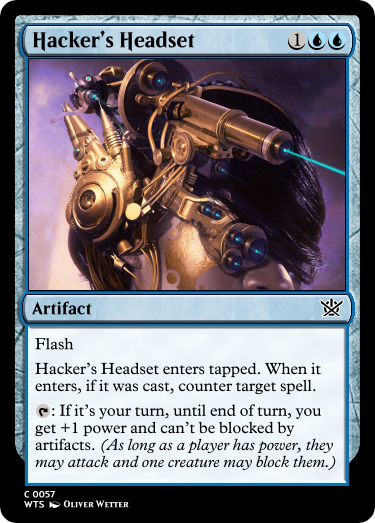 Hacker's Headset 1
Artifact
Flash
Hacker's Headset enters tapped. When it
enters, if it was cast, counter target spell.
: If it's your turn, until end of turn, you
get +1 power and can't be blocked by
artifacts. (As long as a player has power, they
may attack and one creature may block them.)
C 0057
WTS OLIVER WETTER